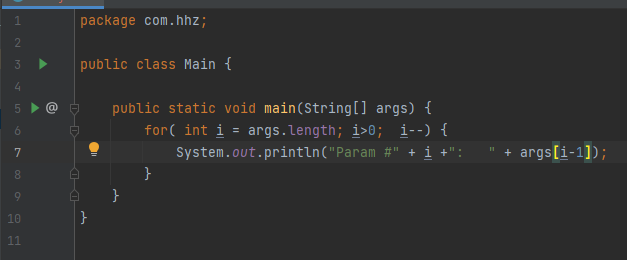 1 package com.hhz;
2
3 public class Main {
4
5 @ public static void main(String[] args) {
6 for( int i = args.length; i>0;  i--) {
7 System.out.println("Param #" + i +":   " + args[i-1]);
8 }
9 }
10 }
11